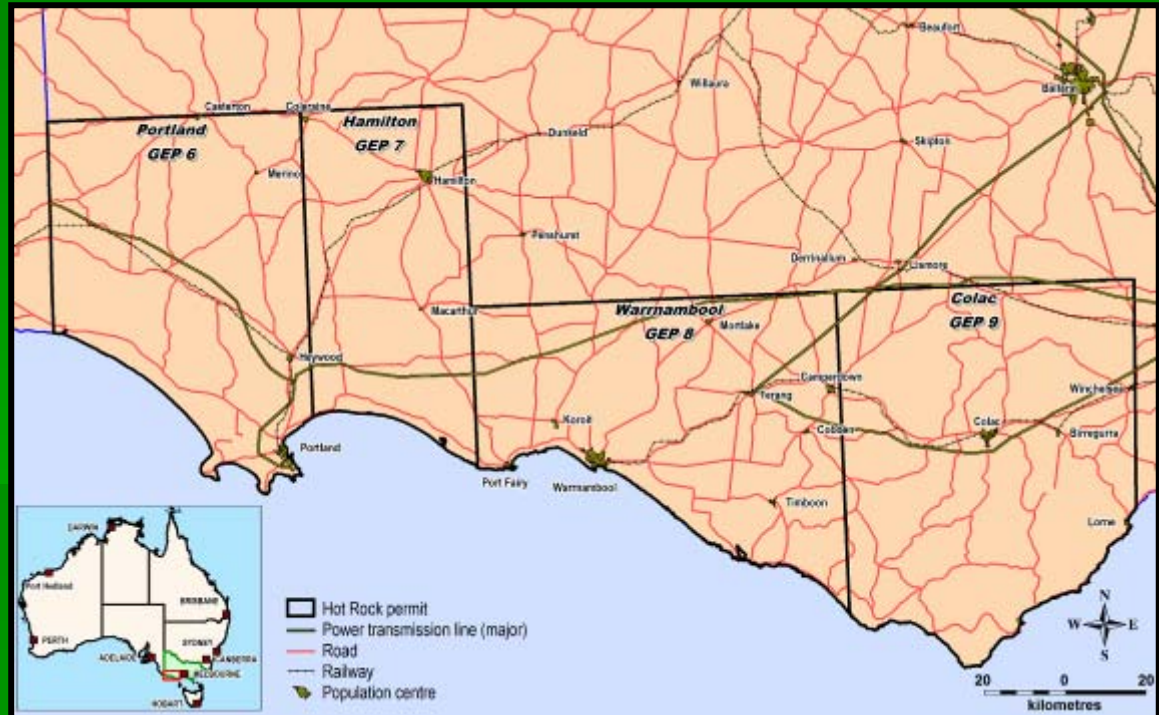 Beaufort
Ballarat
Willaura
Casterton
Coleraine
Portland
GEP 6
Hamilton
GEP 7
Dunkeld
Skipton
Merino
Hamilton
Penshurst
Derrinallum
Lismore
Macarthur
Warrnambool
GEP 8
Mortlake
Colac
GEP 9
Heywood
Camperdown
Terang
Winchelsea
Koroit
Cobden
Colac
Birregurra
Portland
Port Fairy
Warrnambool
Timboon
Lorne
DARWIN
Port Hedland
BRISBANE
PERTH
SYDNEY
ADELAIDE
CANBERRA
MELBOURNE
HOBART
Hot Rock permit
Power transmission line (major)
Road
Railway
Population centre
N
W E
S
20 0 20
kilometres